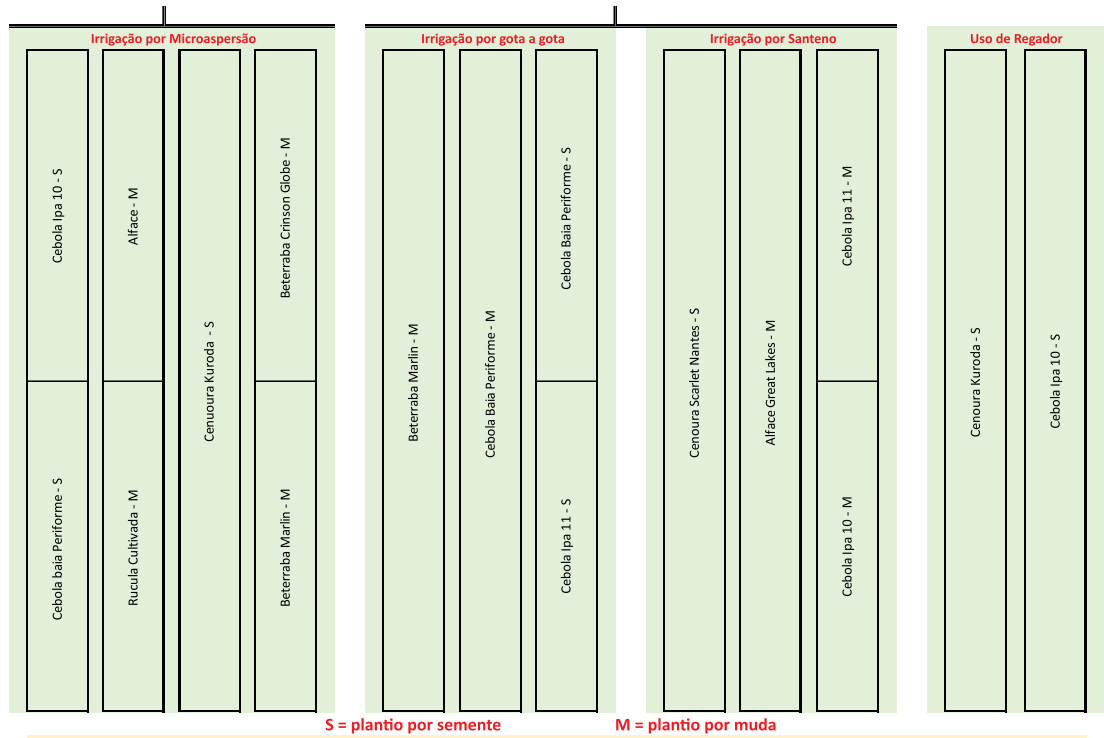 Irrigação por Microaspersão
Cebola Ipa 10 - S
Cebola baia Periforme - S
Alface - M
Rucula Cultivada - M
Cenuoura Kuroda - S
Beterraba Crinson Globe - M
Beterraba Marlin - M
Irrigação por gota a gota
Beterraba Marlin - M
Cebola Baia Periforme - M
Cebola Baia Periforme - S
Cebola Ipa 11 - S
Irrigação por Santeno
Cenoura Scarlet Nantes - S
Alface Great Lakes - M
Cebola Ipa 11 - M
Cebola Ipa 10 - M
Uso de Regador
Cenoura Kuroda - S
Cebola Ipa 10 - S
S = plantio por semente
M = plantio por muda